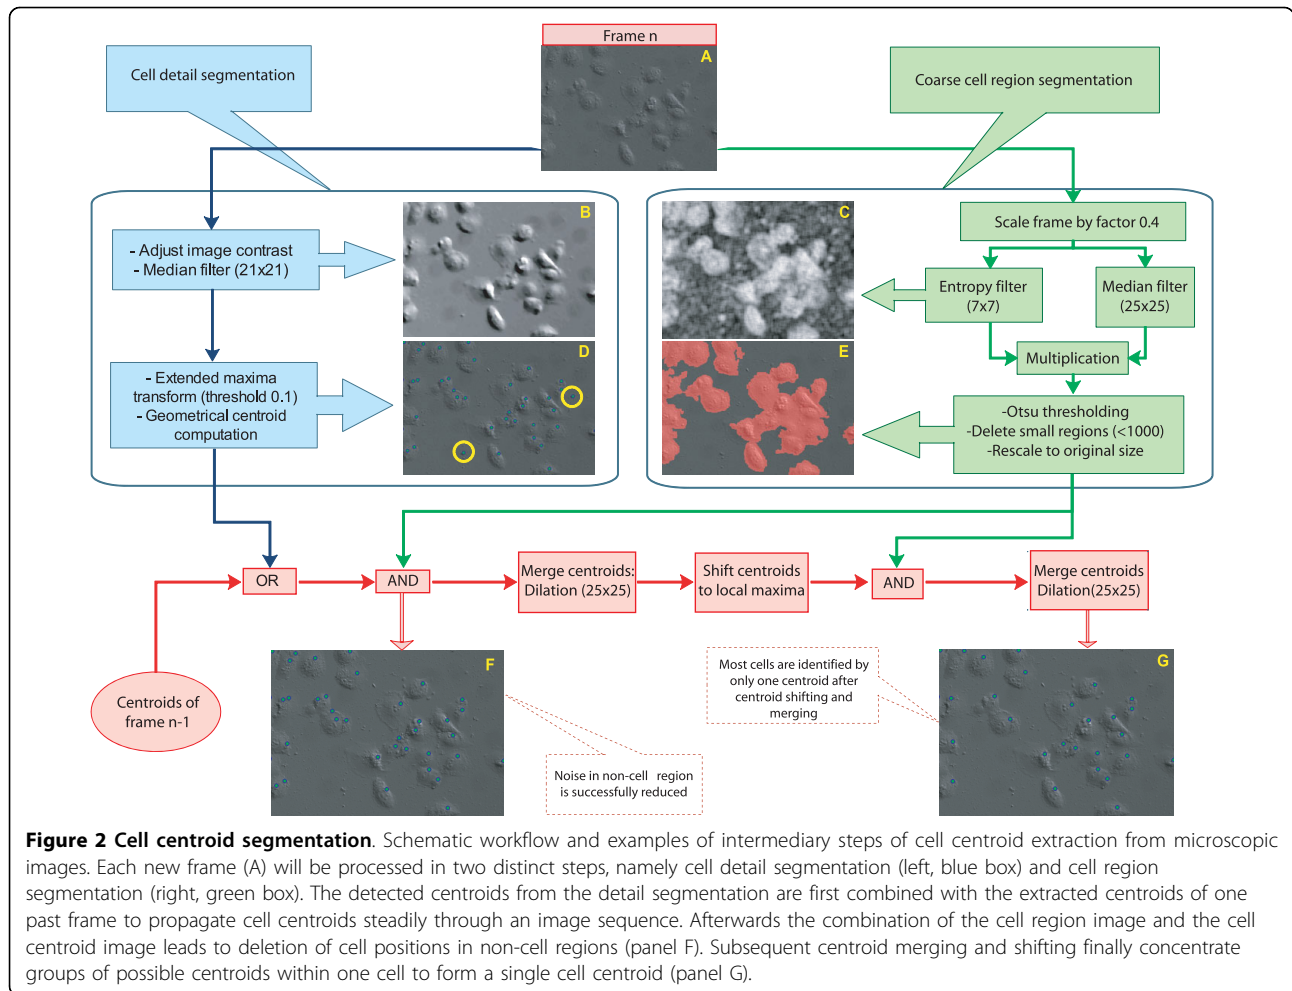 Frame n
A
Cell detail segmentation
Coarse cell region segmentation
- Adjust image contrast
- Median filter (21x21)
B
C
Scale frame by factor 0.4
Entropy filter
(7x7)
Median filter
(25x25)
Multiplication
- Extended maxima
transform (threshold 0.1)
- Geometrical centroid
computation
D
E
-Otsu thresholding
-Delete small regions (<1000)
-Rescale to original size
OR
AND
Merge centroids:
Dilation (25x25)
Shift centroids
to local maxima
AND
Merge centroids
Dilation(25x25)
Centroids of
frame n-1
F
Noise in non-cell region
is successfully reduced
Most cells are identified by
only one centroid after
centroid shifting and
merging
G
Figure 2 Cell centroid segmentation. Schematic workflow and examples of intermediary steps of cell centroid extraction from microscopic
images. Each new frame (A) will be processed in two distinct steps, namely cell detail segmentation (left, blue box) and cell region
segmentation (right, green box). The detected centroids from the detail segmentation are first combined with the extracted centroids of one
past frame to propagate cell centroids steadily through an image sequence. Afterwards the combination of the cell region image and the cell
centroid image leads to deletion of cell positions in non-cell regions (panel F). Subsequent centroid merging and shifting finally concentrate
groups of possible centroids within one cell to form a single cell centroid (panel G).